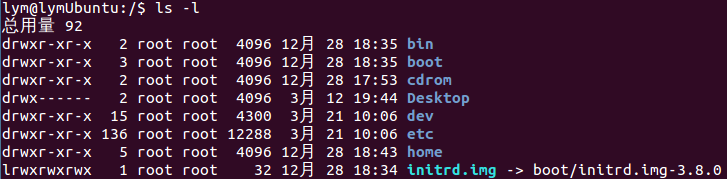 lym@lymUbuntu:/$ ls -l
总用量 92
drwxr-xr-x   2 root root  4096 12月 28 18:35 bin
drwxr-xr-x   3 root root  4096 12月 28 18:35 boot
drwxr-xr-x   2 root root  4096 12月 28 17:53 cdrom
drwx------   2 root root  4096  3月 12 19:44 Desktop
drwxr-xr-x  15 root root  4300  3月 21 10:06 dev
drwxr-xr-x 136 root root 12288  3月 21 10:06 etc
drwxr-xr-x   5 root root  4096 12月 28 18:43 home
lrwxrwxrwx   1 root root    32 12月 28 18:34 initrd.img -> boot/initrd.img-3.8.0